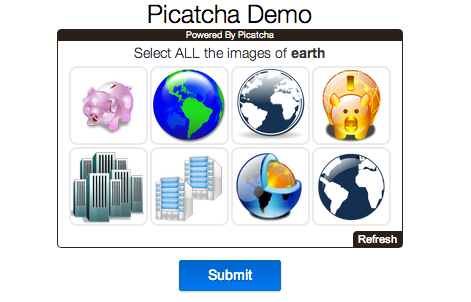 Picatcha Demo
Powered By Picatcha
Select ALL the images of earth
Refresh
Submit